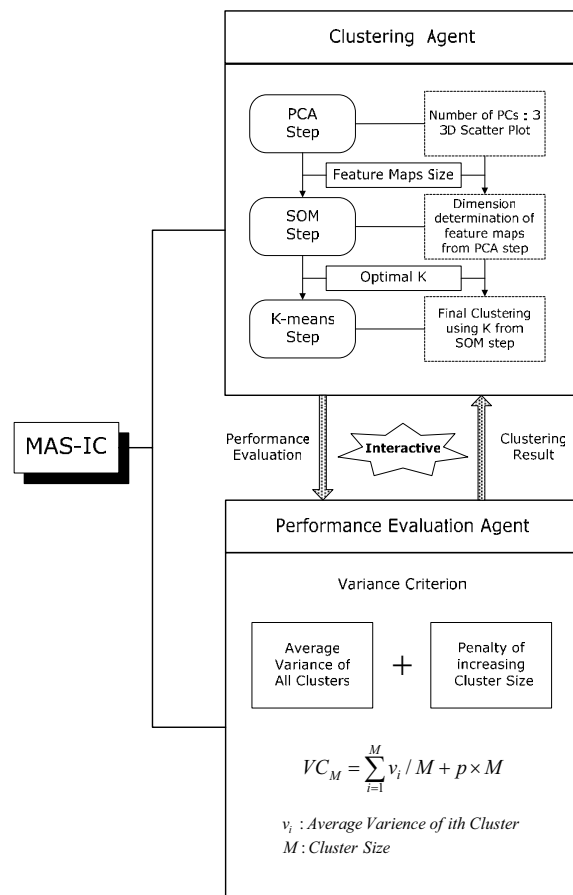 Clustering Agent
PCA
Step
Number of PCs : 3
3D Scatter Plot
Feature Maps Size
SOM
Step
Dimension
determination of
feature maps
from PCA step
Optimal K
K-means
Step
Final Clustering
using K from
SOM step
MAS-IC
Performance
Evaluation
Interactive
Clustering
Result
Performance Evaluation Agent
Variance Criterion
Average
Variance of
All Clusters
+
Penalty of
increasing
Cluster Size
VC_M = \sum_{i=1}^{M} v_i / M + p × M
v_i : Average Varience of ith Cluster
M : Cluster Size